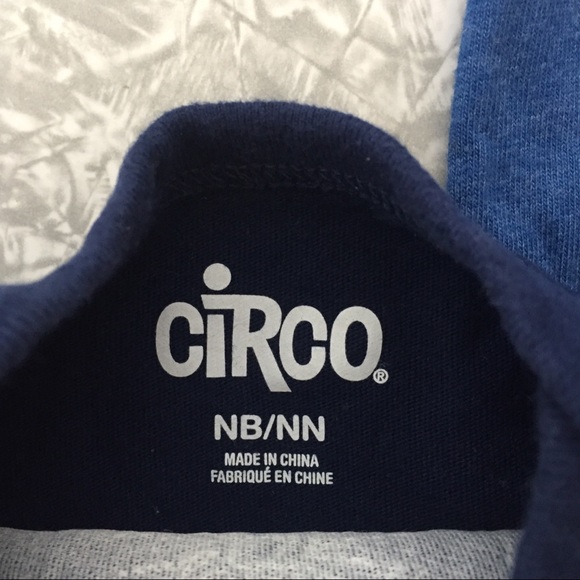 CiRCO®
NB/NN
MADE IN CHINA
FABRIQUÉ EN CHINE